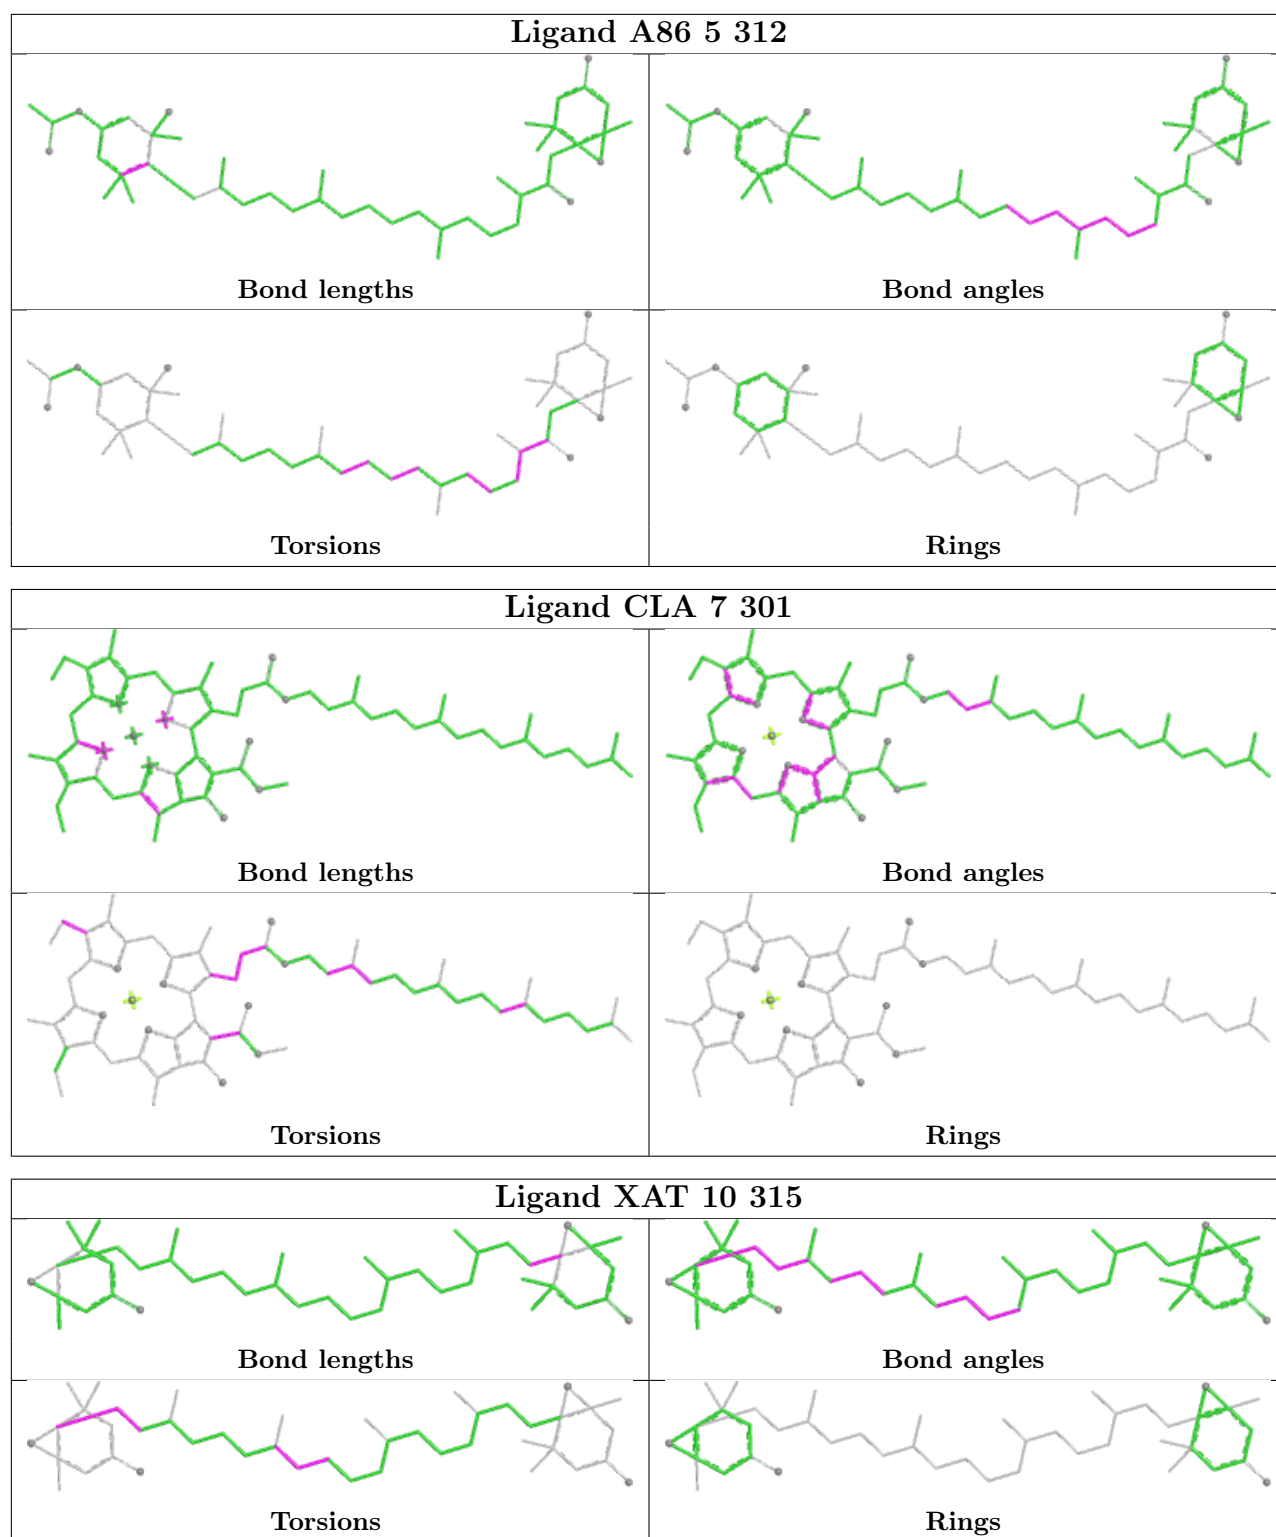 Ligand A86 5 312
Bond lengths
Bond angles
Torsions
Rings
Ligand CLA 7 301
Bond lengths
Bond angles
Torsions
Rings
Ligand XAT 10 315
Bond lengths
Bond angles
Torsions
Rings